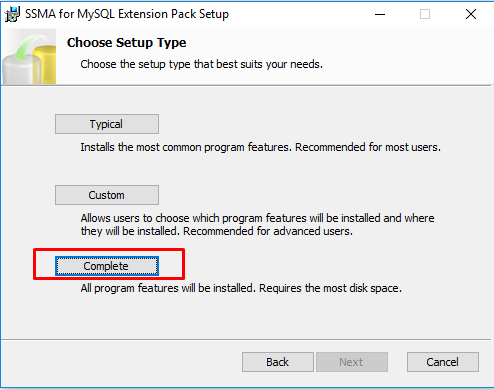 SSMA for MySQL Extension Pack Setup
Choose Setup Type
Choose the setup type that best suits your needs.
Typical
Installs the most common program features. Recommended for most users.
Custom
Allows users to choose which program features will be installed and where
they will be installed. Recommended for advanced users.
Complete
All program features will be installed. Requires the most disk space.
Back Next Cancel